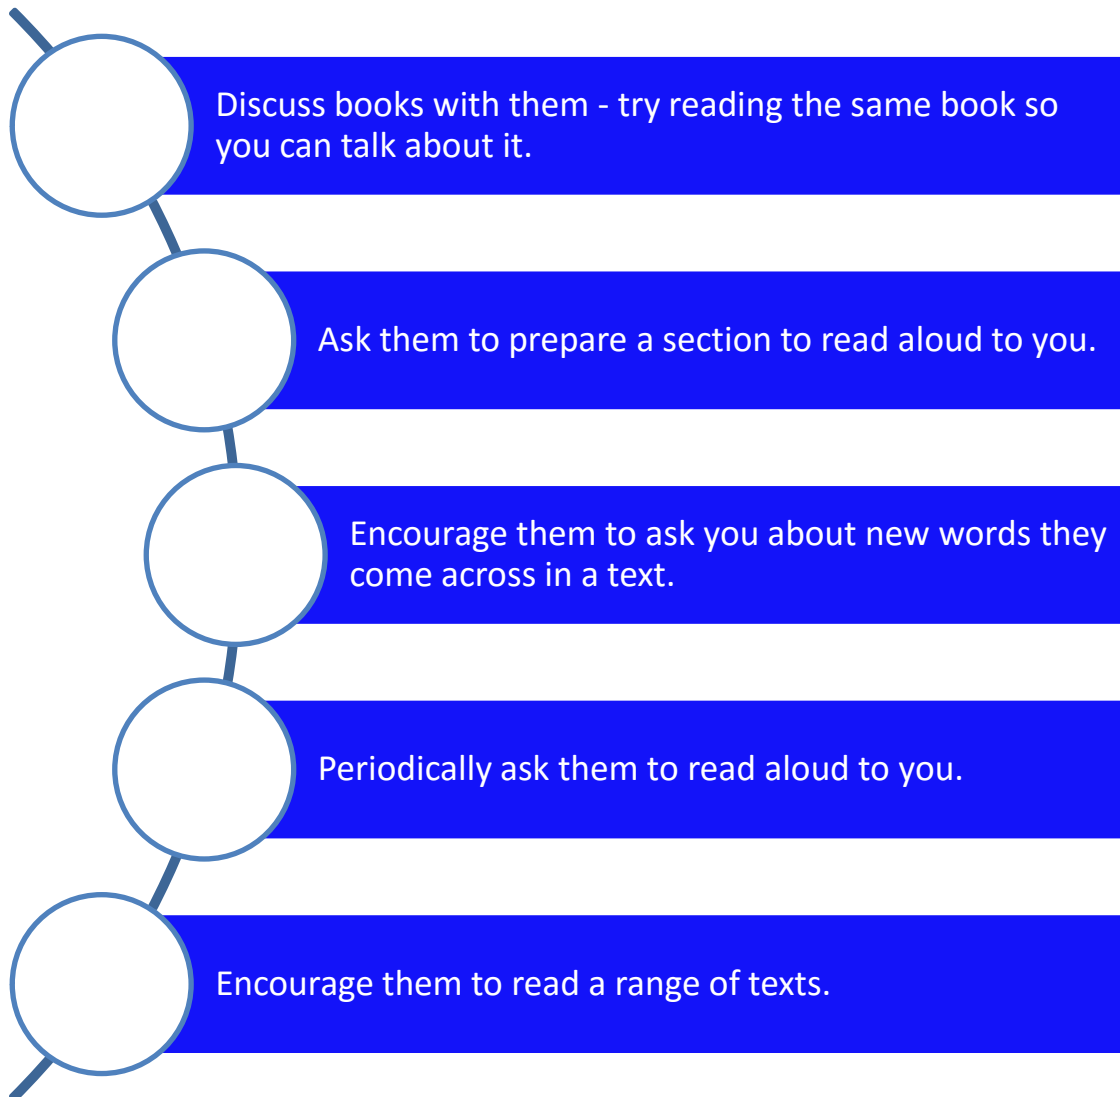 Discuss books with them - try reading the same book so
you can talk about it.
Ask them to prepare a section to read aloud to you.
Encourage them to ask you about new words they
come across in a text.
Periodically ask them to read aloud to you.
Encourage them to read a range of texts.